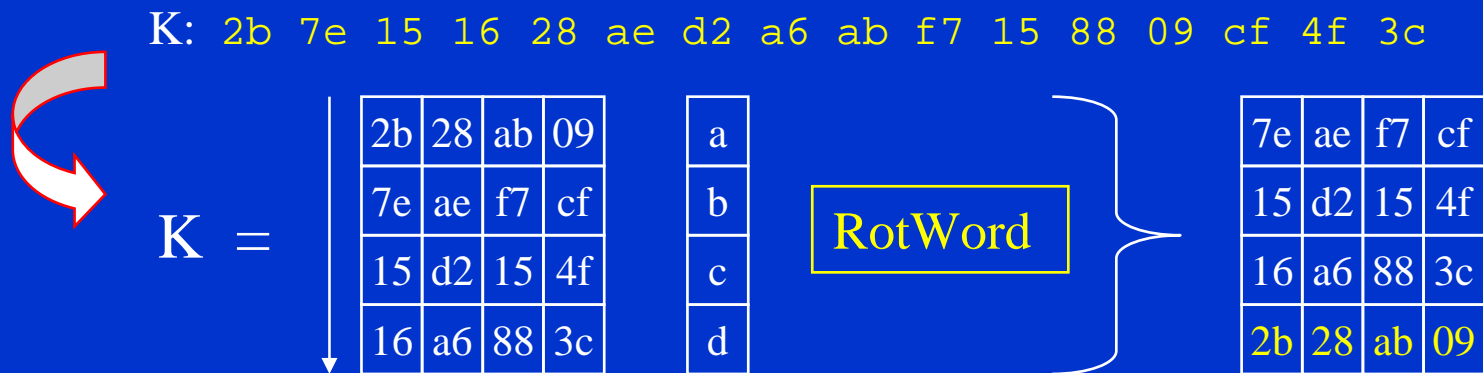 K: 2b 7e 15 16 28 ae d2 a6 ab f7 15 88 09 cf 4f 3c
2b 28 ab 09 a 7e ae f7 cf
7e ae f7 cf b 15 d2 15 4f
K = RotWord
15 d2 15 4f c 16 a6 88 3c
16 a6 88 3c d 2b 28 ab 09